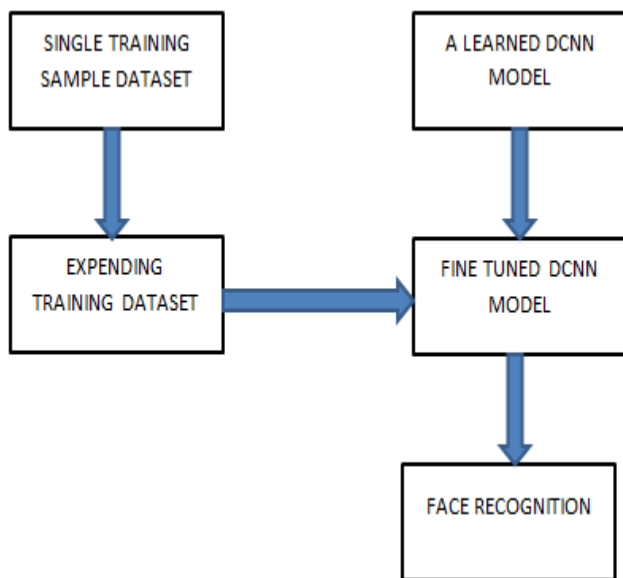 SINGLE TRAINING
SAMPLE DATASET
A LEARNED DCNN
MODEL
EXPENDING
TRAINING DATASET
FINE TUNED DCNN
MODEL
FACE RECOGNITION